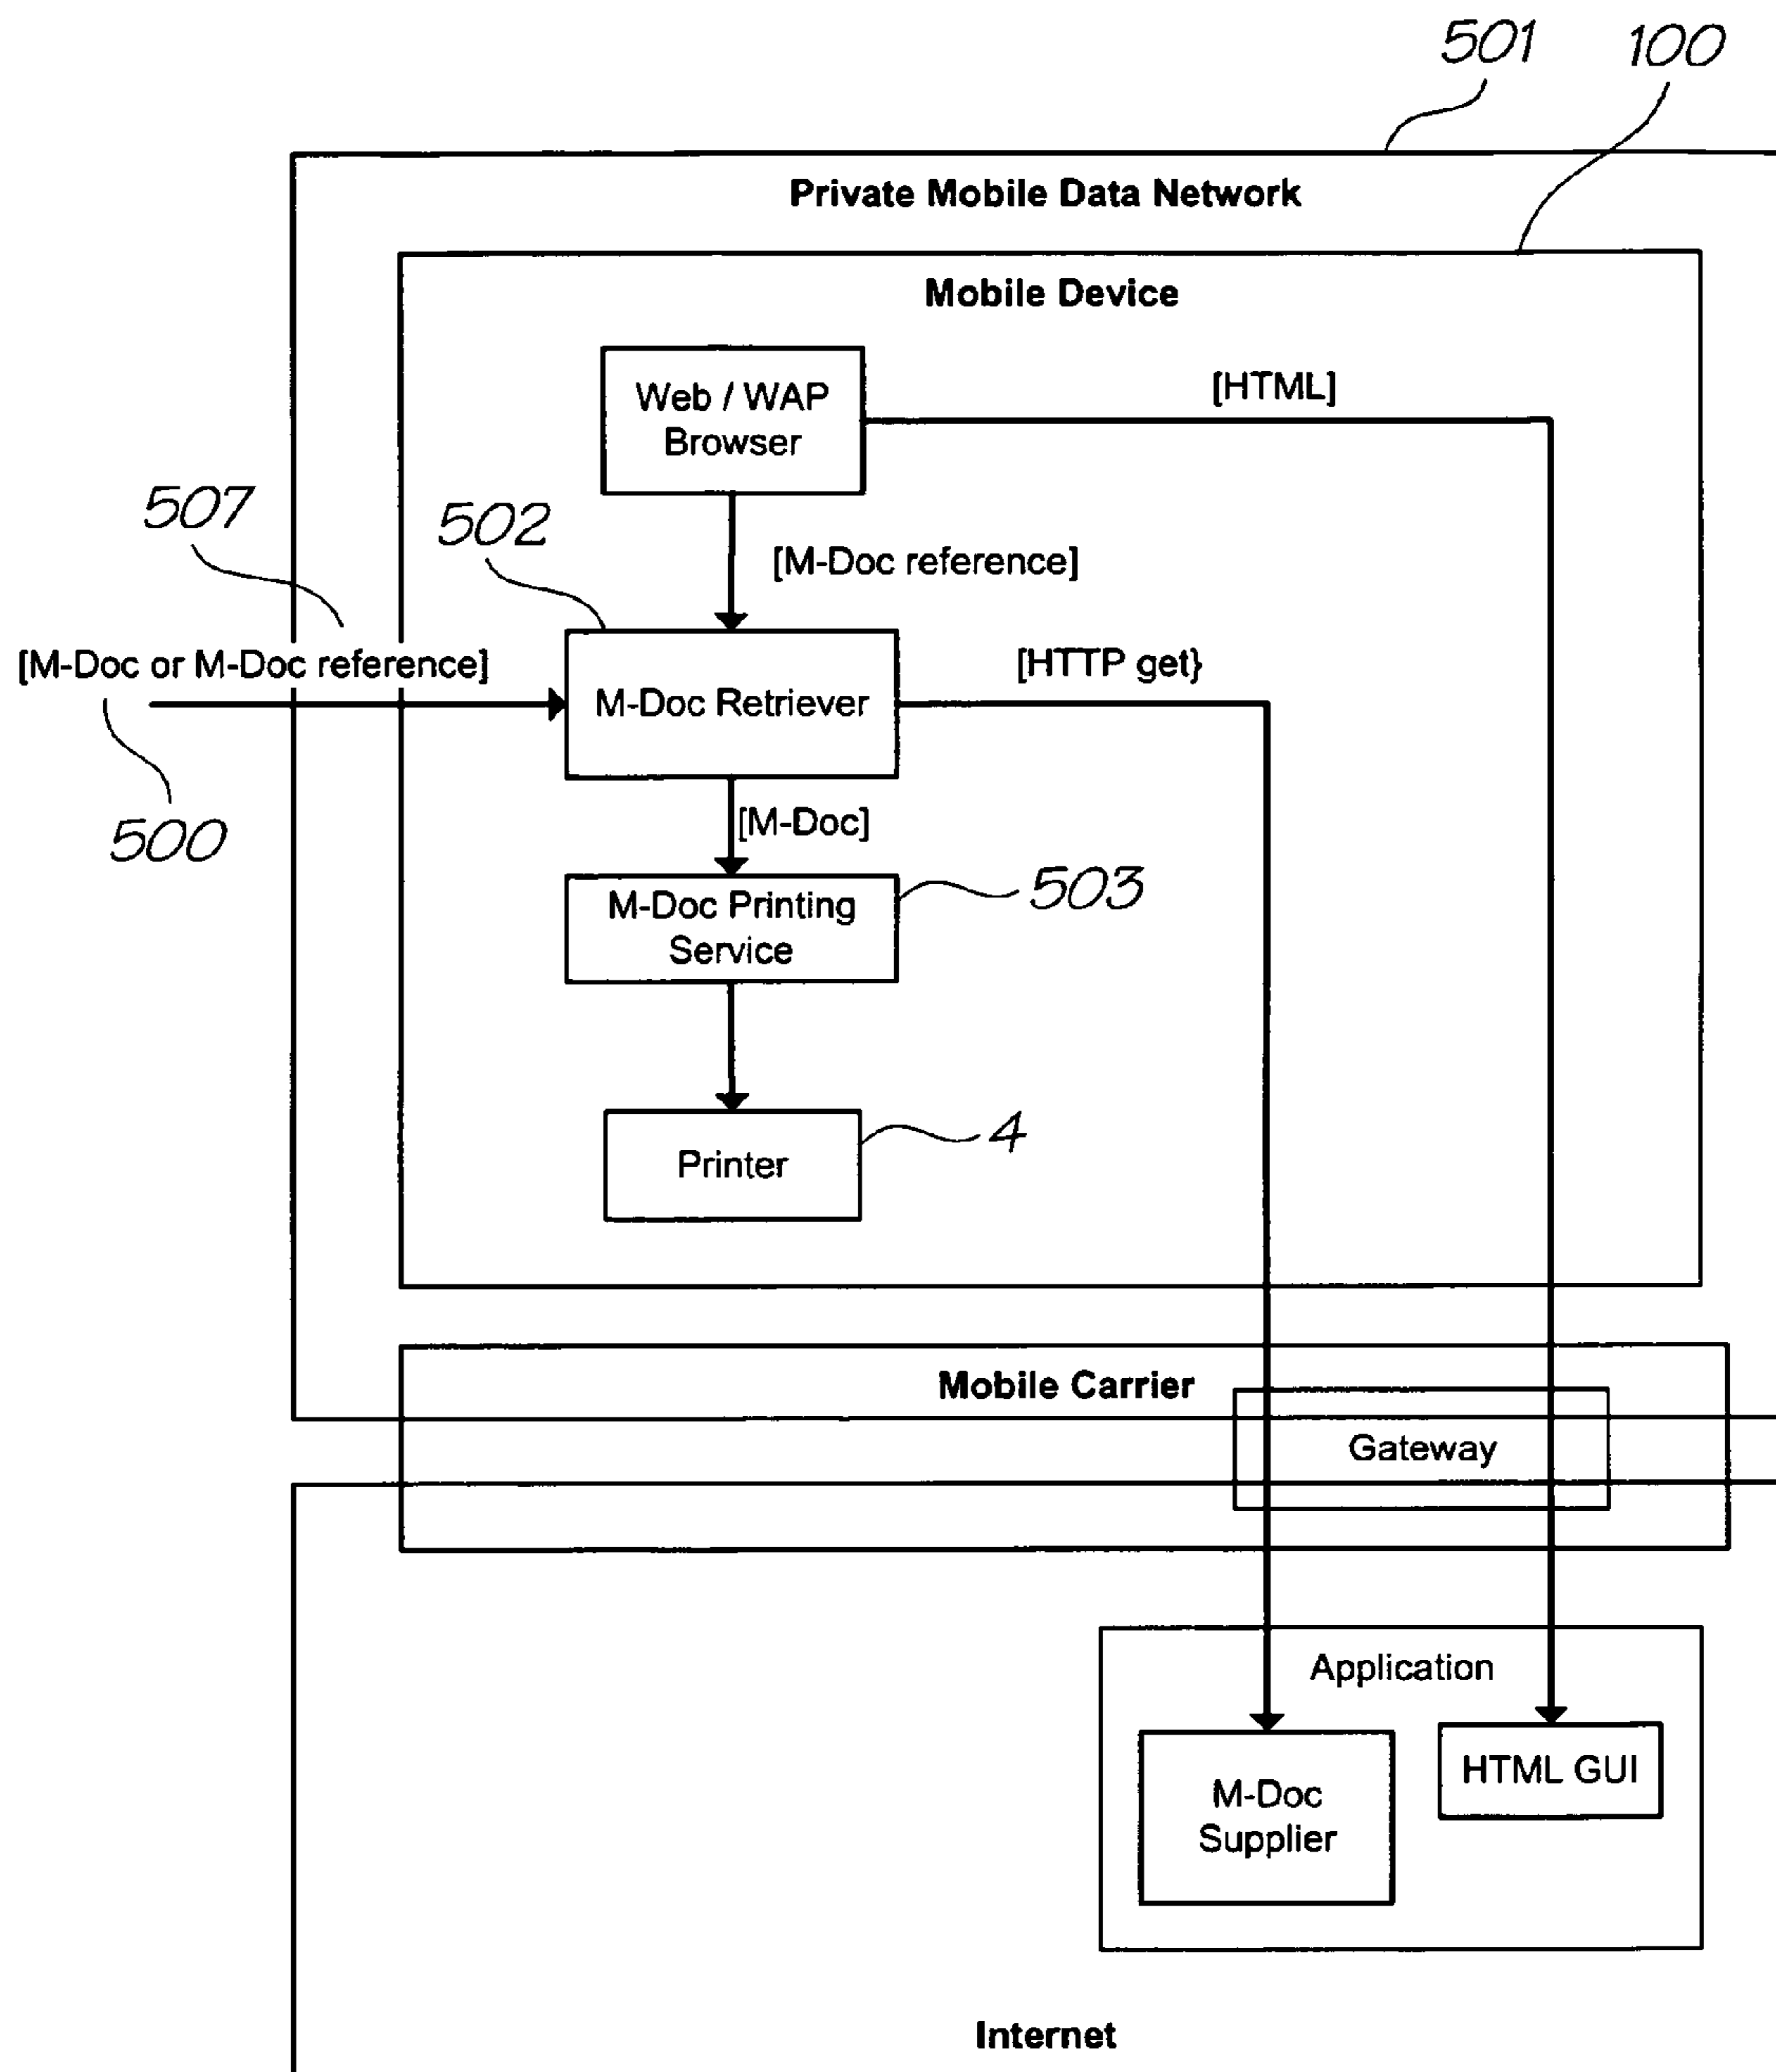 501
100
Private Mobile Data Network
Mobile Device
Web / WAP
Browser
[HTML]
507
502
[M-Doc reference]
[M-Doc or M-Doc reference]
M-Doc Retriever
[HTTP get}
500
[M-Doc]
M-Doc Printing
Service
503
Printer
4
Mobile Carrier
Gateway
Application
M-Doc
Supplier
HTML GUI
Internet